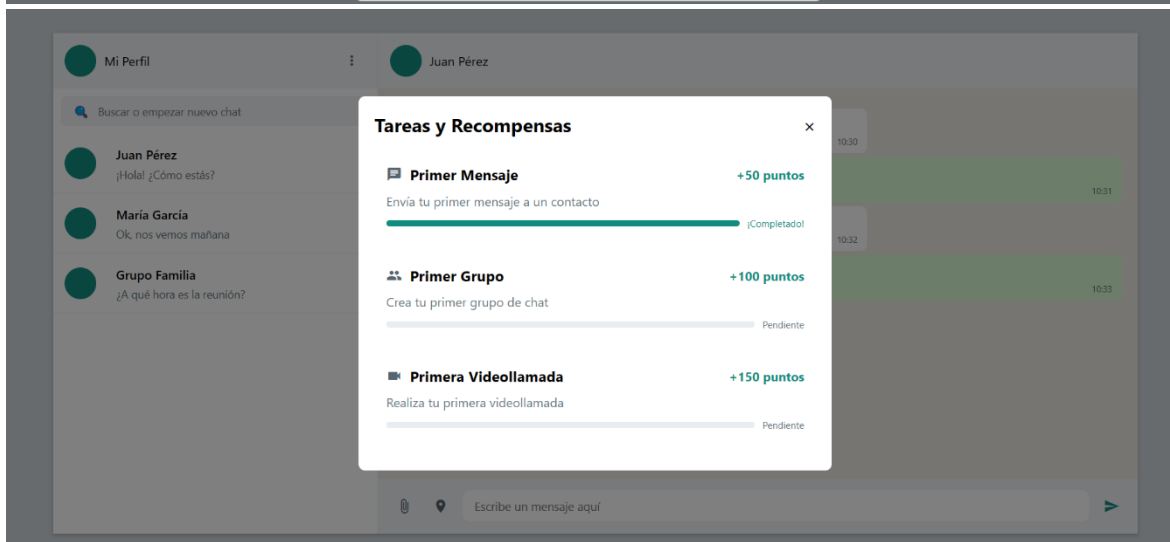 Mi Perfil
Buscar o empezar nuevo chat
Juan Pérez
¡Hola! ¿Cómo estás?
María García
Ok, nos vemos mañana
Grupo Familia
¿A qué hora es la reunión?
Juan Pérez
10:30
10:31
10:32
10:33
Tareas y Recompensas
×
Primer Mensaje
+50 puntos
Envía tu primer mensaje a un contacto
¡Completado!
Primer Grupo
+100 puntos
Crea tu primer grupo de chat
Pendiente
Primera Videollamada
+150 puntos
Realiza tu primera videollamada
Pendiente
Escribe un mensaje aquí